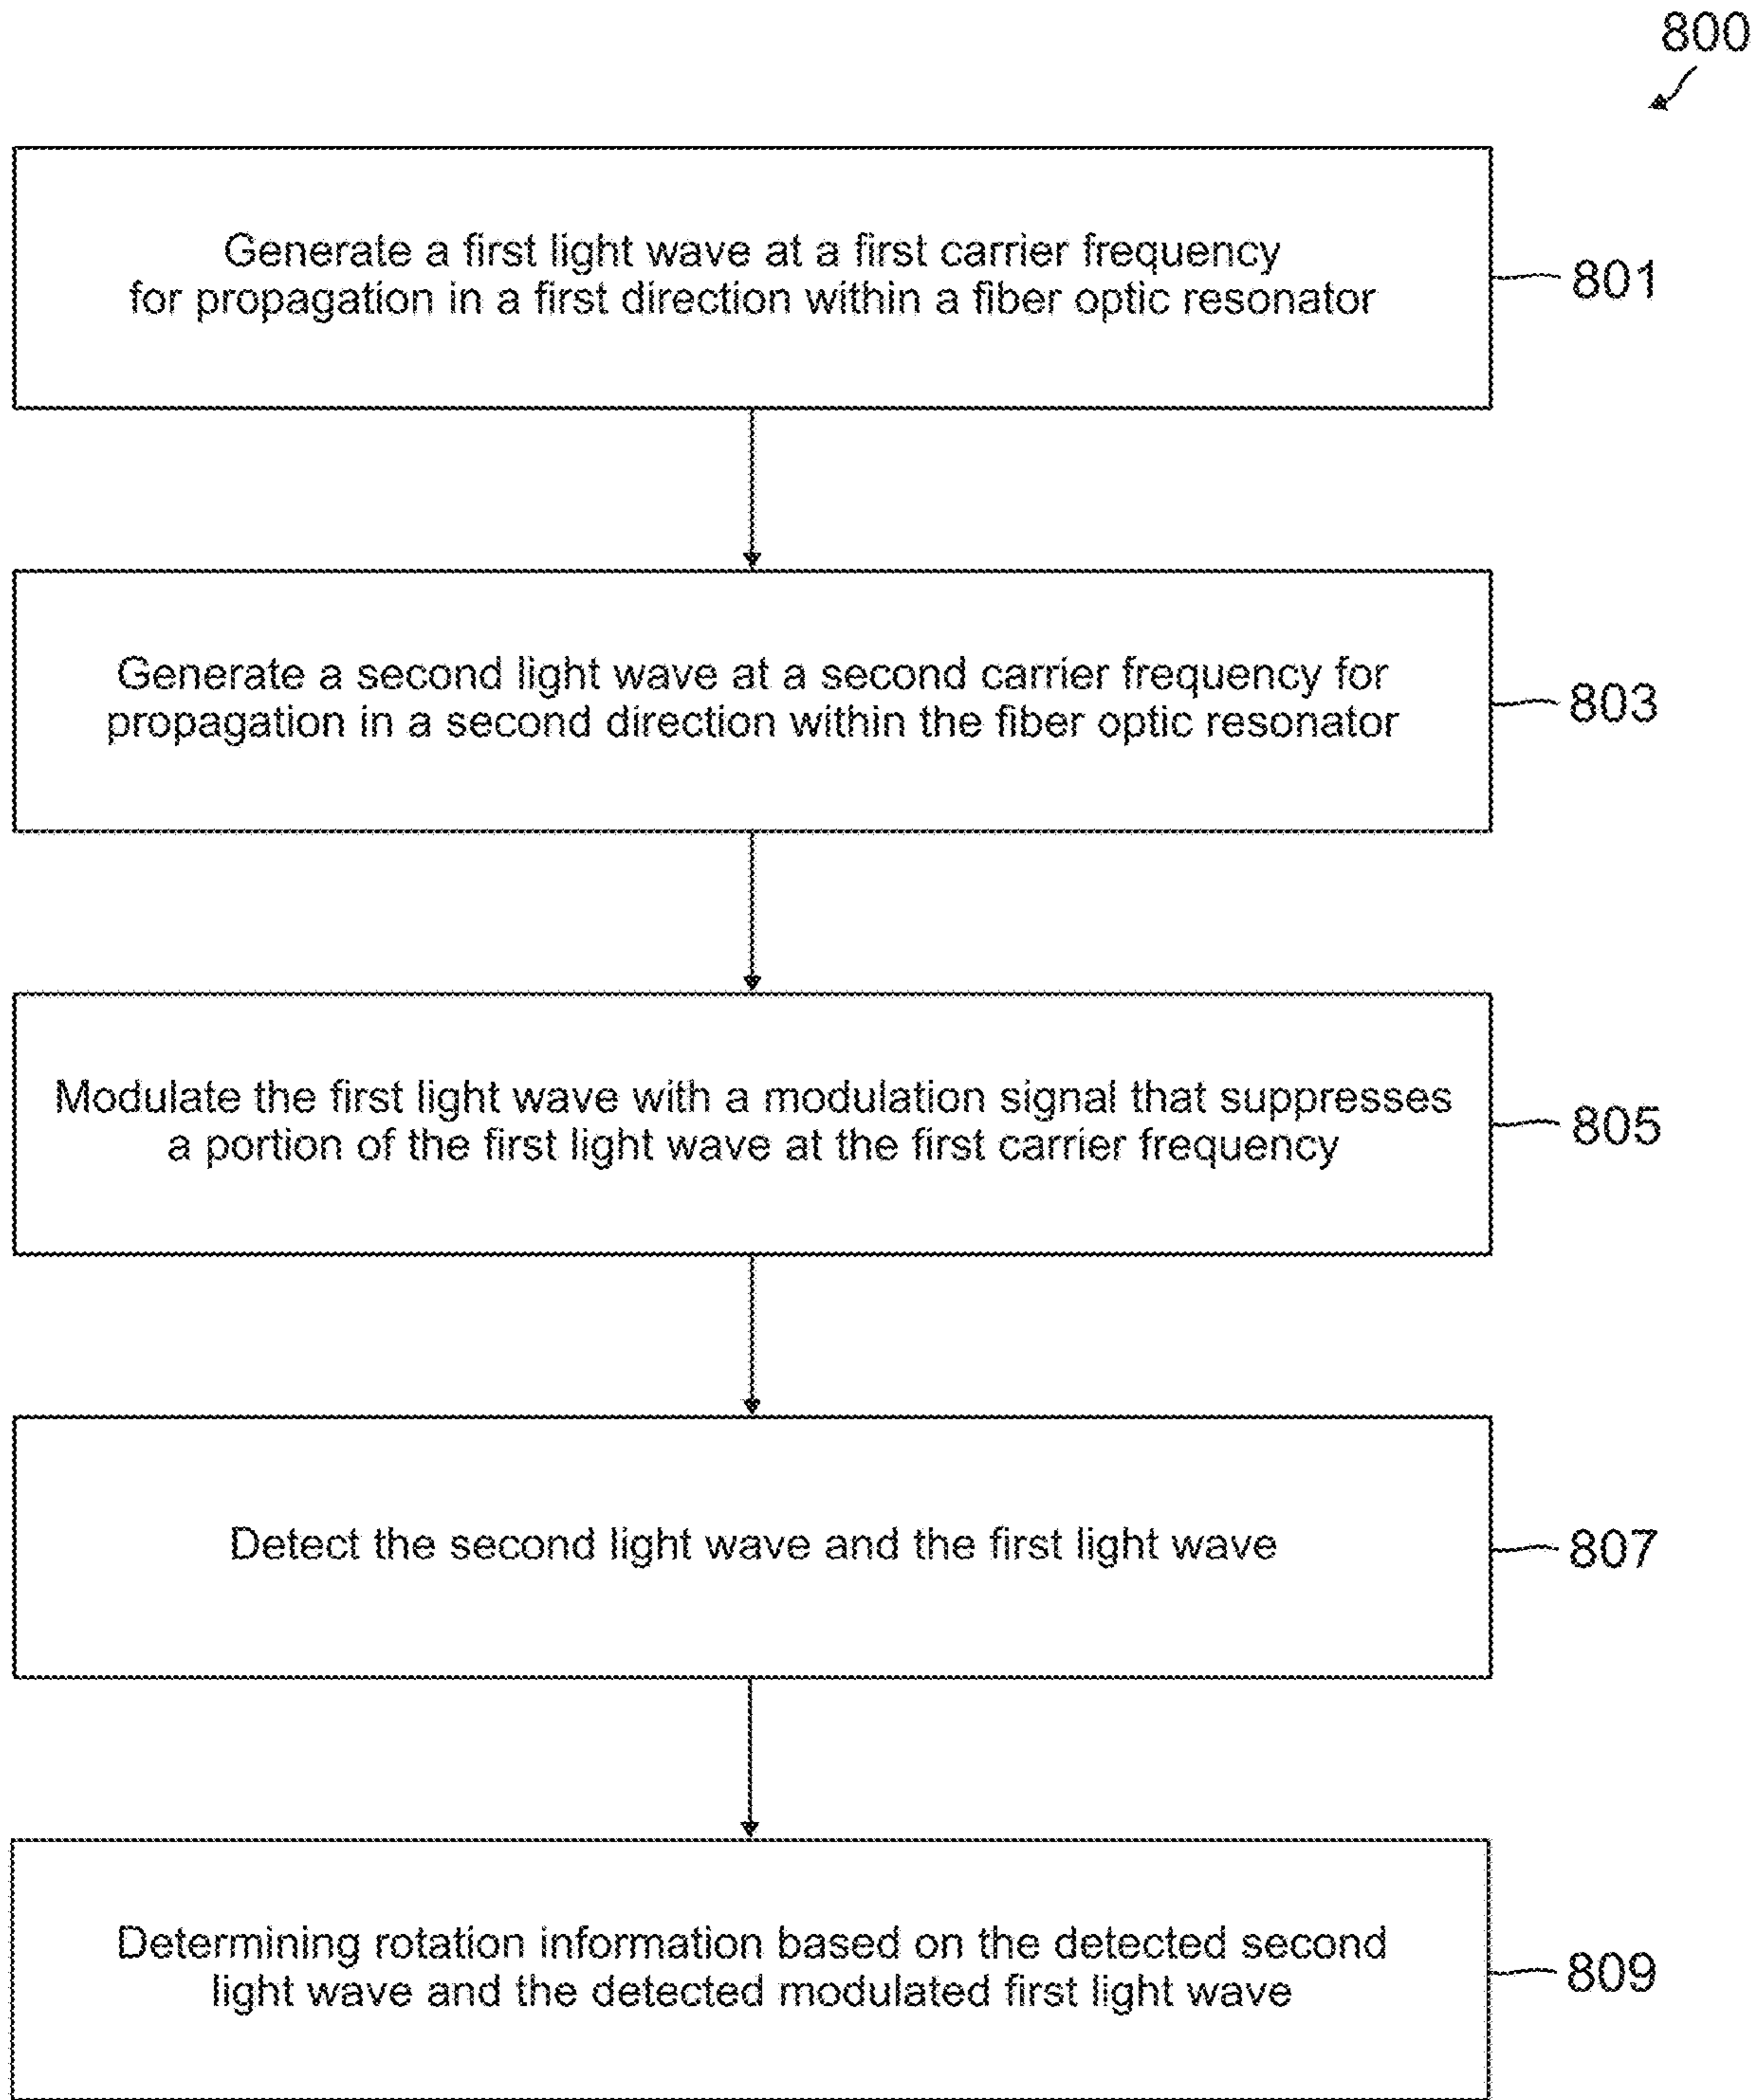 800
Generate a first light wave at a first carrier frequency
for propagation in a first direction within a fiber optic resonator
801
Generate a second light wave at a second carrier frequency for
propagation in a second direction within the fiber optic resonator
803
Modulate the first light wave with a modulation signal that suppresses
a portion of the first light wave at the first carrier frequency
805
Detect the second light wave and the first light wave
807
Determining rotation information based on the detected second
light wave and the detected modulated first light wave
809